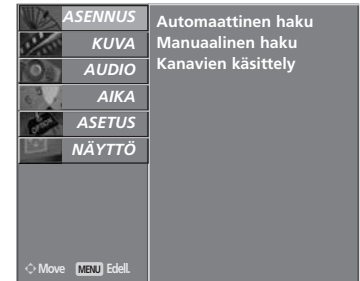 ASENNUS
KUVA
AUDIO
AIKA
ASETUS
NÄYTTÖ
Automaattinen haku
Manuaalinen haku
Kanavien käsittely
Move MENU Edell.